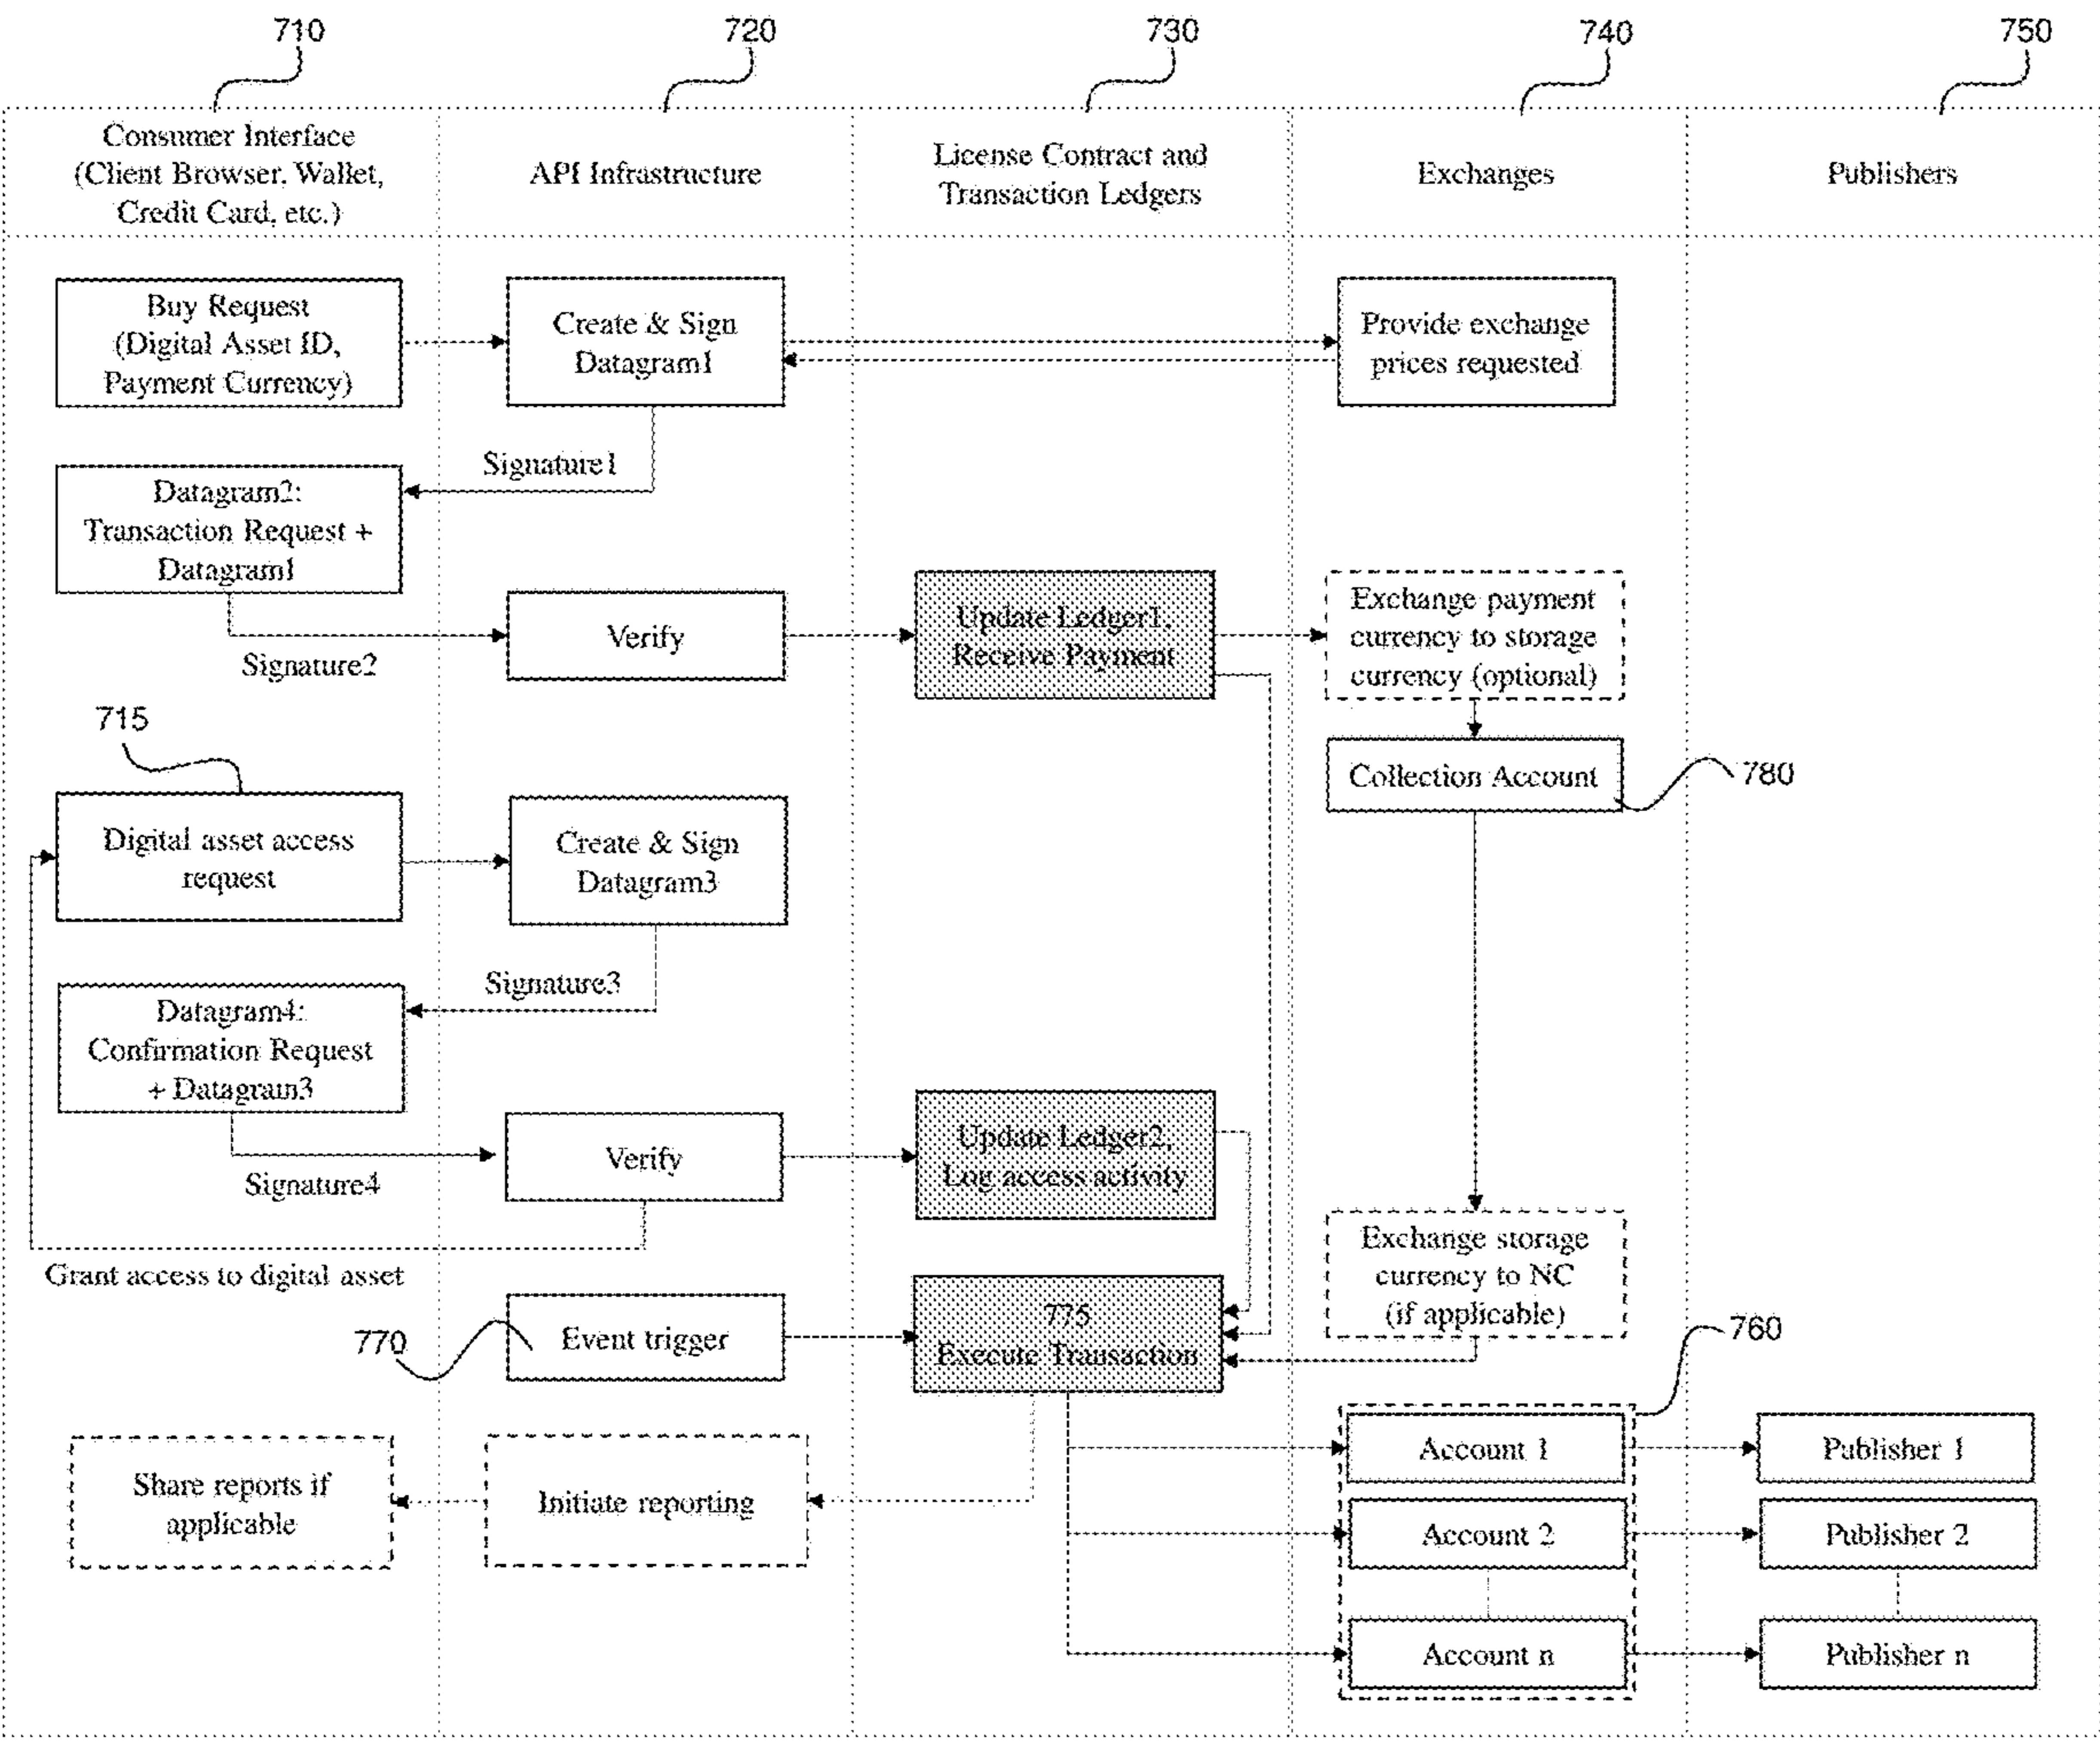 710
720
730
740
750
Consumer Interface
(Client Browser, Wallet,
Credit Card, etc.)
API Infrastructure
License Contract and
Transaction Ledgers
Exchanges
Publishers
Buy Request
(Digital Asset ID,
Payment Currency)
Create & Sign
Datagram1
Provide exchange
prices requested
Signature1
Datagram2:
Transaction Request +
Datagram1
Signature2
Verify
Update Ledger1,
Receive Payment
Exchange payment
currency to storage
currency (optional)
715
Collection Account
780
Digital asset access
request
Create & Sign
Datagram3
Signature3
Datagram4:
Confirmation Request
+ Datagram3
Signature4
Verify
Update Ledger2,
Log access activity
Grant access to digital asset
Exchange storage
currency to NC
(if applicable)
770
Event trigger
775
Execute Transaction
760
Share reports if
applicable
Initiate reporting
Account 1
Publisher 1
Account 2
Publisher 2
Account n
Publisher n